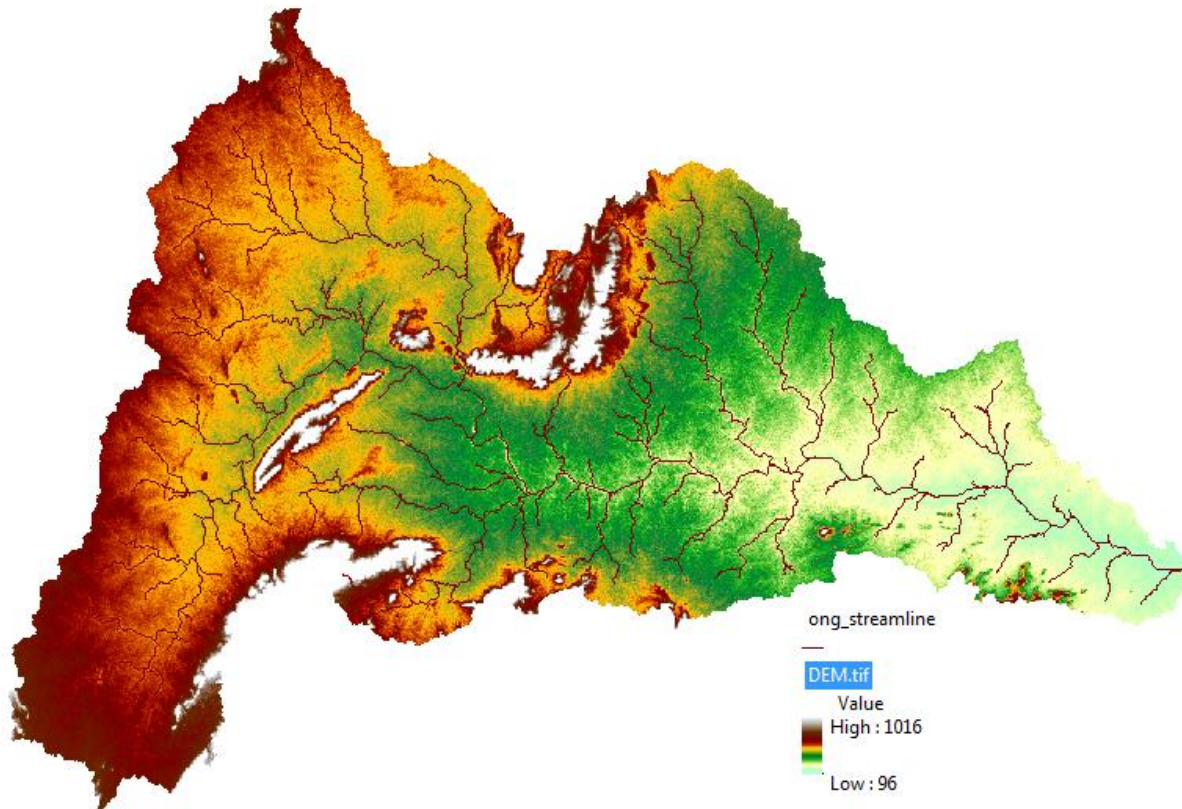 ong_streamline
DEM.tif
Value
High : 1016
Low : 96